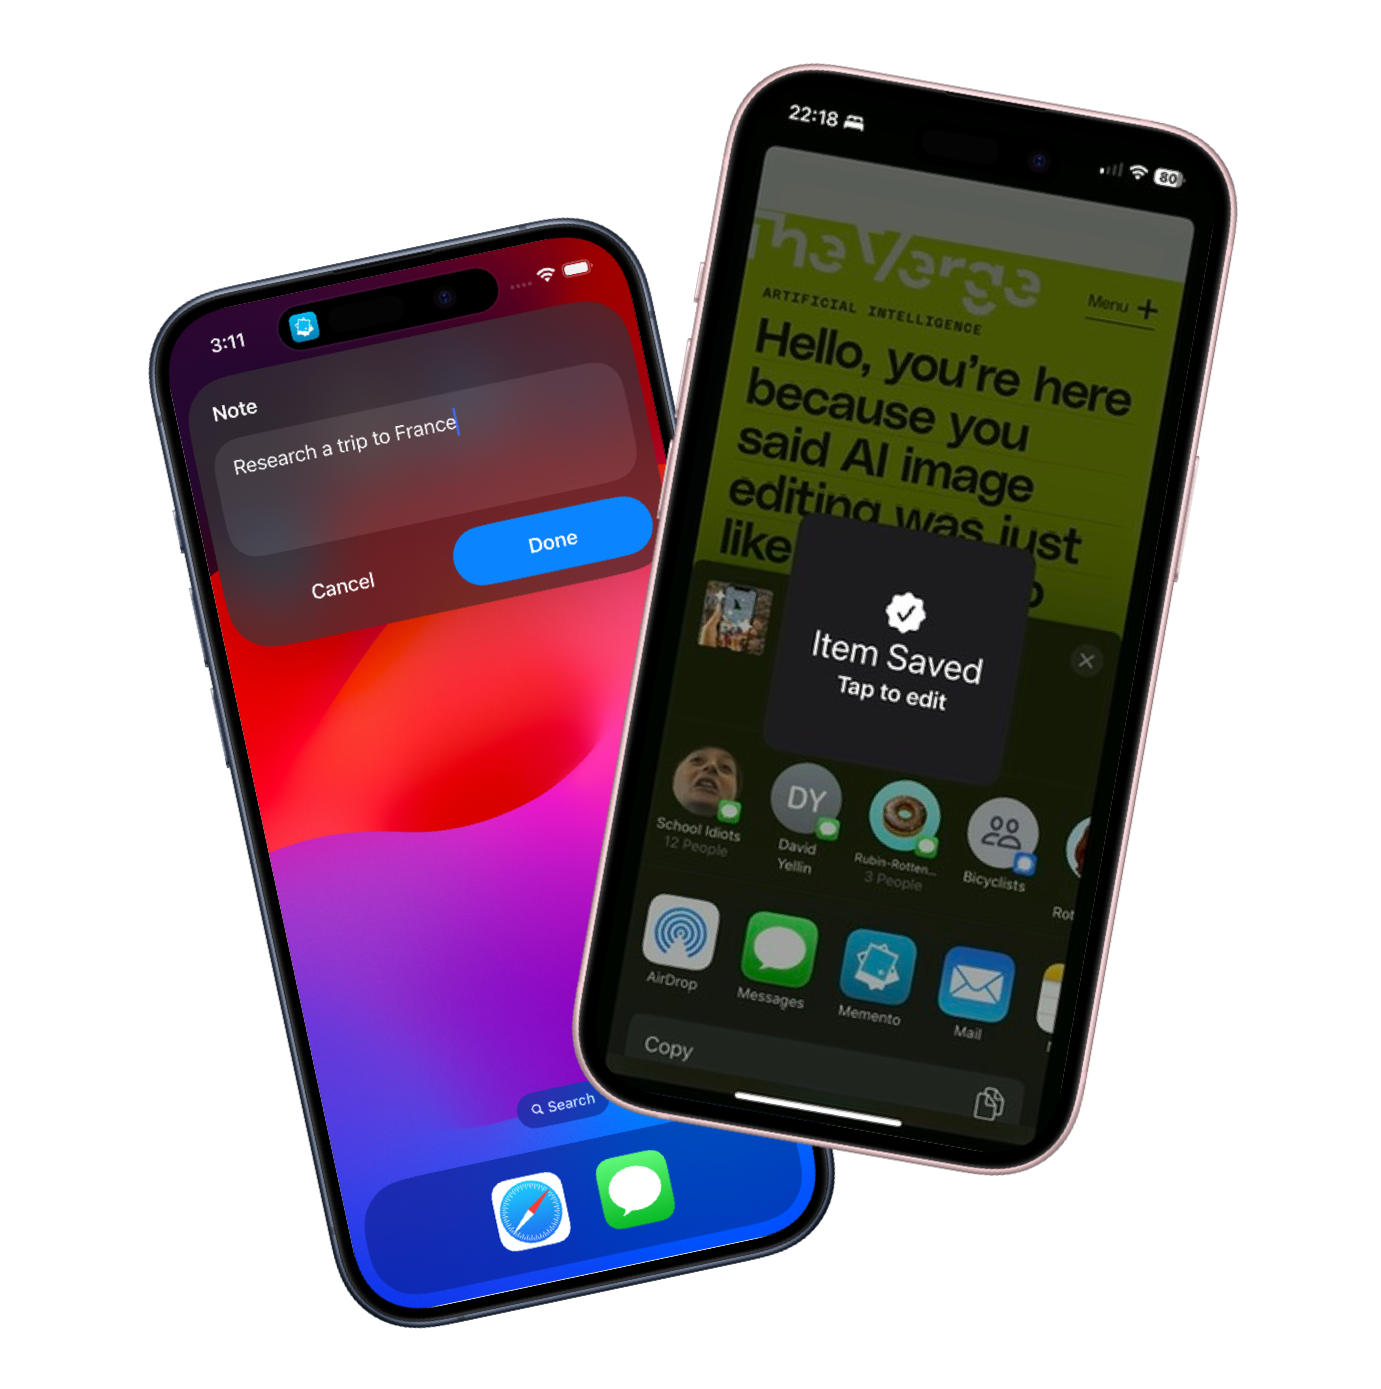 3:11
Note
Research a trip to France
Cancel
Done
Search
22:18
80
The Verge
Menu
ARTIFICIAL INTELLIGENCE
Hello, you're here
because you
said AI image
editing was just
like
Item Saved
Tap to edit
School Idiots
12 People
DY
David
Yellin
Rubin-Rotten...
3 People
Bicyclists
Rot
AirDrop
Messages
Memento
Mail
Copy